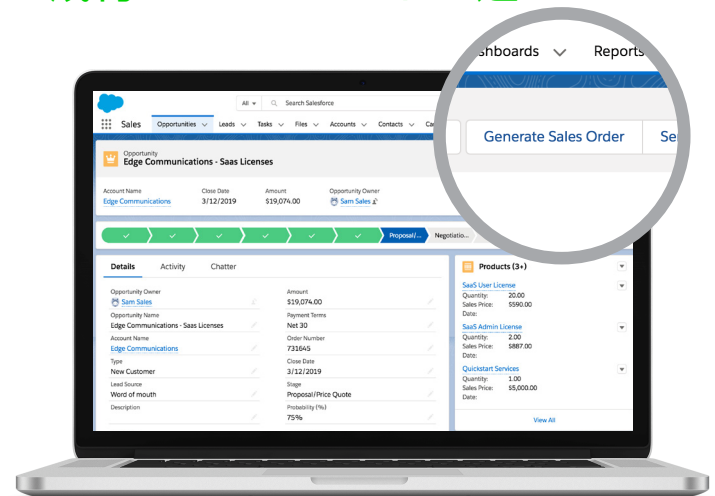 shboards Reports
Generate Sales Order Se
All Search Salesforce
Sales Opportunities Leads Tasks Files Accounts Contacts Ca
Opportunity
Edge Communications - Saas Licenses
Account Name Close Date Amount Opportunity Owner
Edge Communications 3/12/2019 $19,074.00 Sam Sales
Proposal/... Negotiatio...
Details Activity Chatter
Opportunity Owner
Sam Sales
Opportunity Name
Edge Communications - Saas Licenses
Account Name
Edge Communications
Type
New Customer
Lead Source
Word of mouth
Description
Amount
$19,074.00
Payment Terms
Net 30
Order Number
731645
Close Date
3/12/2019
Stage
Proposal/Price Quote
Probability (%)
75%
Products (3+)
SaaS User License
Quantity: 20.00
Sales Price: $590.00
Date:
SaaS Admin License
Quantity: 2.00
Sales Price: $887.00
Date:
Quickstart Services
Quantity: 1.00
Sales Price: $5,000.00
Date:
View All